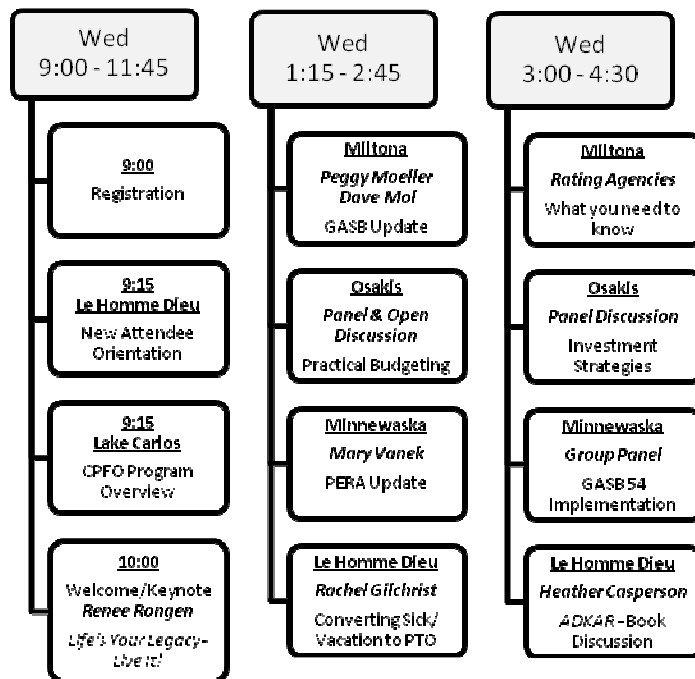 Wed
9:00 - 11:45
9:00
Registration
9:15
Le Homme Dieu
New Attendee
Orientation
9:15
Lake Carlos
CPFO Program
Overview
10:00
Welcome/Keynote
Renee Rongen
Life's Your Legacy-
Live It!
Wed
1:15 - 2:45
Miltona
Peggy Moeller
Dave Mol
GASB Update
Osakis
Panel & Open
Discussion
Practical Budgeting
Minnewaska
Mary Vanek
PERA Update
Le Homme Dieu
Rachel Gilchrist
Converting Sick/
Vacation to PTO
Wed
3:00 - 4:30
Miltona
Rating Agencies
What you need to
know
Osakis
Panel Discussion
Investment
Strategies
Minnewaska
Group Panel
GASB 54
Implementation
Le Homme Dieu
Heather Casperson
ADKAR - Book
Discussion